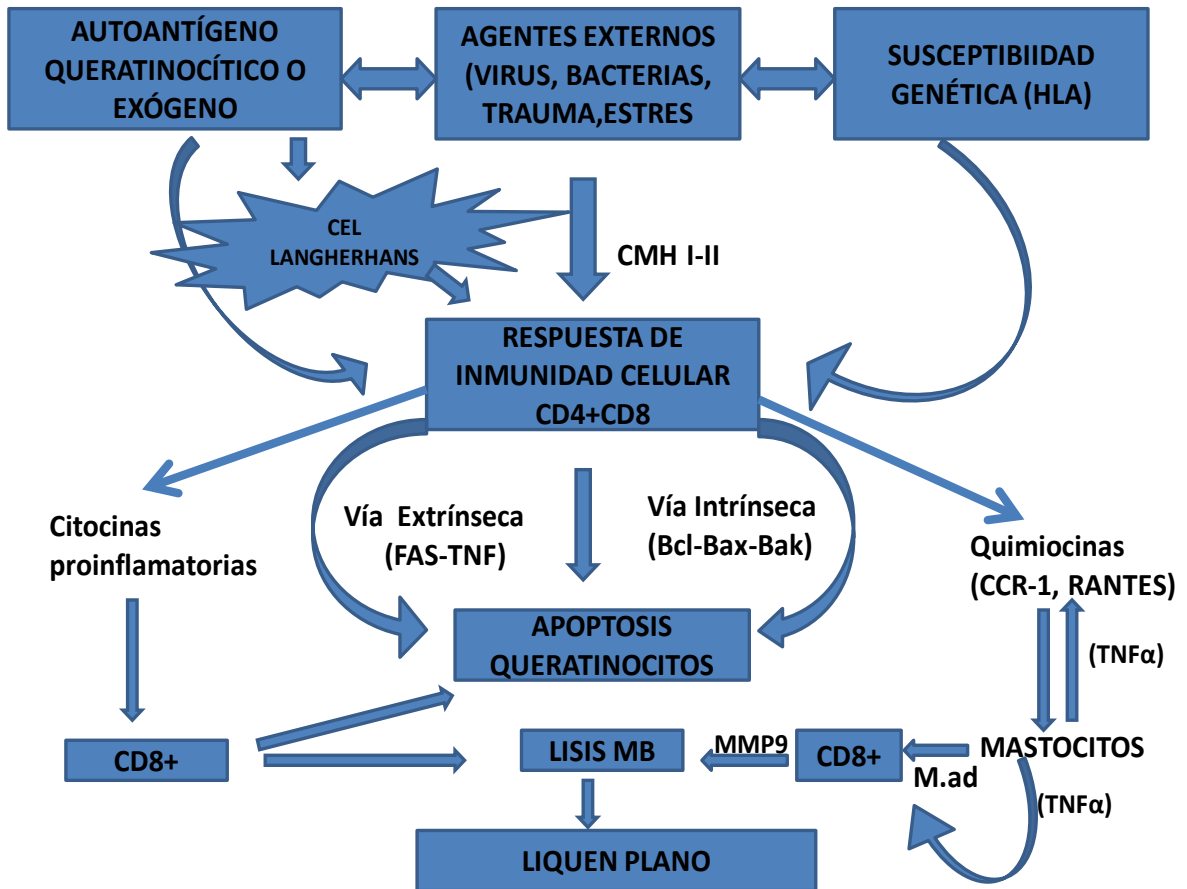 AUTOANTÍGENO
QUERATINOCÍTICO O
EXÓGENO
AGENTES EXTERNOS
(VIRUS, BACTERIAS,
TRAUMA,ESTRES
SUSCEPTIBIIDAD
GENÉTICA (HLA)
CEL
LANGHERHANS
CMH I-II
RESPUESTA DE
INMUNIDAD CELULAR
CD4+CD8
Citocinas
proinflamatorias
Vía Extrínseca
(FAS-TNF)
Vía Intrínseca
(Bcl-Bax-Bak)
Quimiocinas
(CCR-1, RANTES)
APOPTOSIS
QUERATINOCITOS
(TNFα)
CD8+
LISIS MB
MMP9
CD8+
MASTOCITOS
M.ad
(TNFα)
LIQUEN PLANO